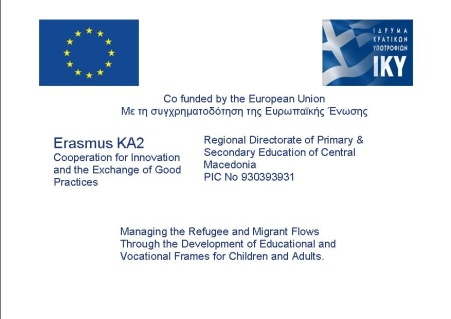 ΙΔΡΥΜΑ
ΚΡΑΤΙΚΩΝ
ΥΠΟΤΡΟΦΙΩΝ
ΙΚΥ
Co funded by the European Union
Με τη συγχρηματοδότηση της Ευρωπαϊκής Ένωσης
Erasmus KA2
Cooperation for Innovation
and the Exchange of Good
Practices
Regional Directorate of Primary &
Secondary Education of Central
Macedonia
PIC No 930393931
Managing the Refugee and Migrant Flows
Through the Development of Educational and
Vocational Frames for Children and Adults.